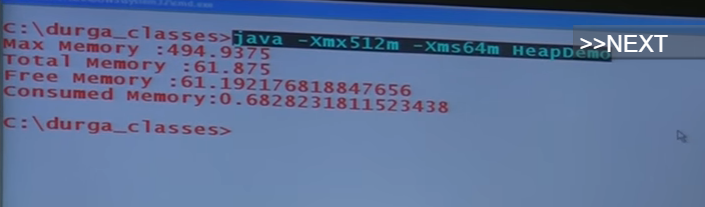 C:\durga_classes>java -Xmx512m -Xms64m HeapDemo
>>NEXT
Max Memory :494.9375
Total Memory :61.875
Free Memory :61.192176818847656
Consumed Memory:0.6828231811523438
C:\durga_classes>